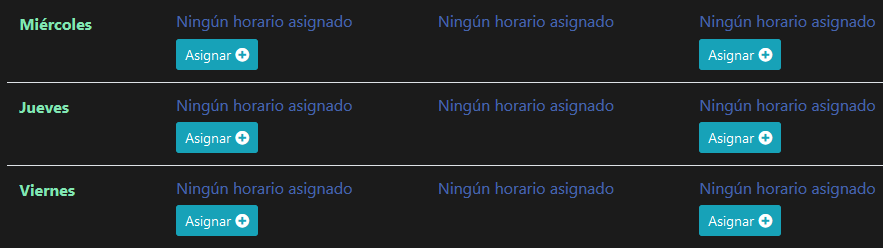 Miércoles Ningún horario asignado Ningún horario asignado Ningún horario asignado
Asignar Asignar
Jueves Ningún horario asignado Ningún horario asignado Ningún horario asignado
Asignar Asignar
Viernes Ningún horario asignado Ningún horario asignado Ningún horario asignado
Asignar Asignar